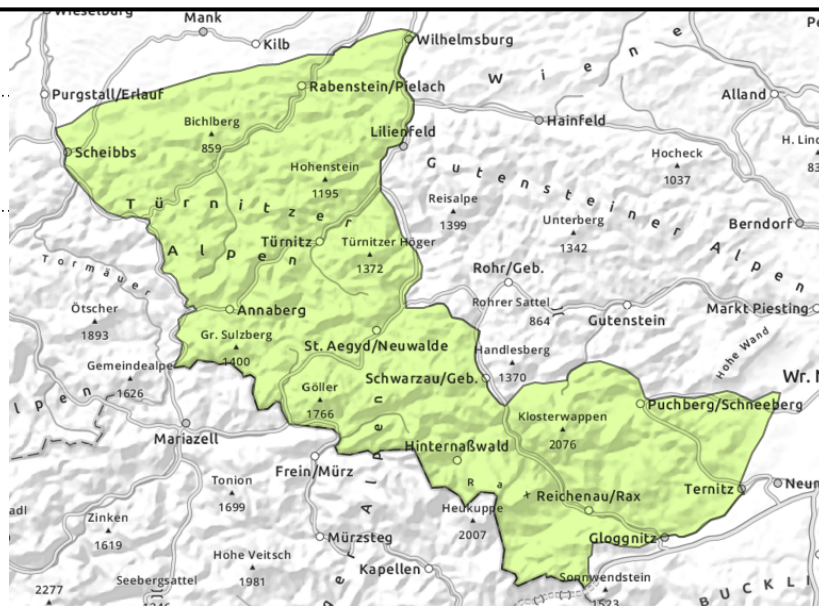 Wieselburg
Mank
Kilb
Wilhelmsburg
W i e n e
Purgstall/Erlauf
Rabenstein/Pielach
Alland
Bichlberg
859
Hainfeld
Lilienfeld
Scheibbs
Hohenstein
1195
Hocheck
1037
Gutensteiner Alpen
Reisalpe
1399
Türnitzer
Alpen
Unterberg
1342
Berndorf
Türnitz
Türnitzer Höger
1372
Tormäuer
Rohr/Geb.
Ötscher
1893
Annaberg
Rohrer Sattel
864
Gutenstein
Markt Piesting
Gr. Sulzberg
1400
St. Aegyd/Neuwalde
Hohe Wand
Gemeindealpe
1626
Handlesberg
1370
Schwarzau/Geb.
Göller
1766
Puchberg/Schneeberg
Klosterwappen
2076
Mariazell
Hinternaßwald
Frein/Mürz
Tonion
1699
R a x
Reichenau/Rax
Ternitz
Heukuppe
2007
Zinken
1619
Mürzsteg
Gloggnitz
Hohe Veitsch
1981
Kapellen
Sonnwendstein
1523
Seebergsattel
2277
BUCKLI